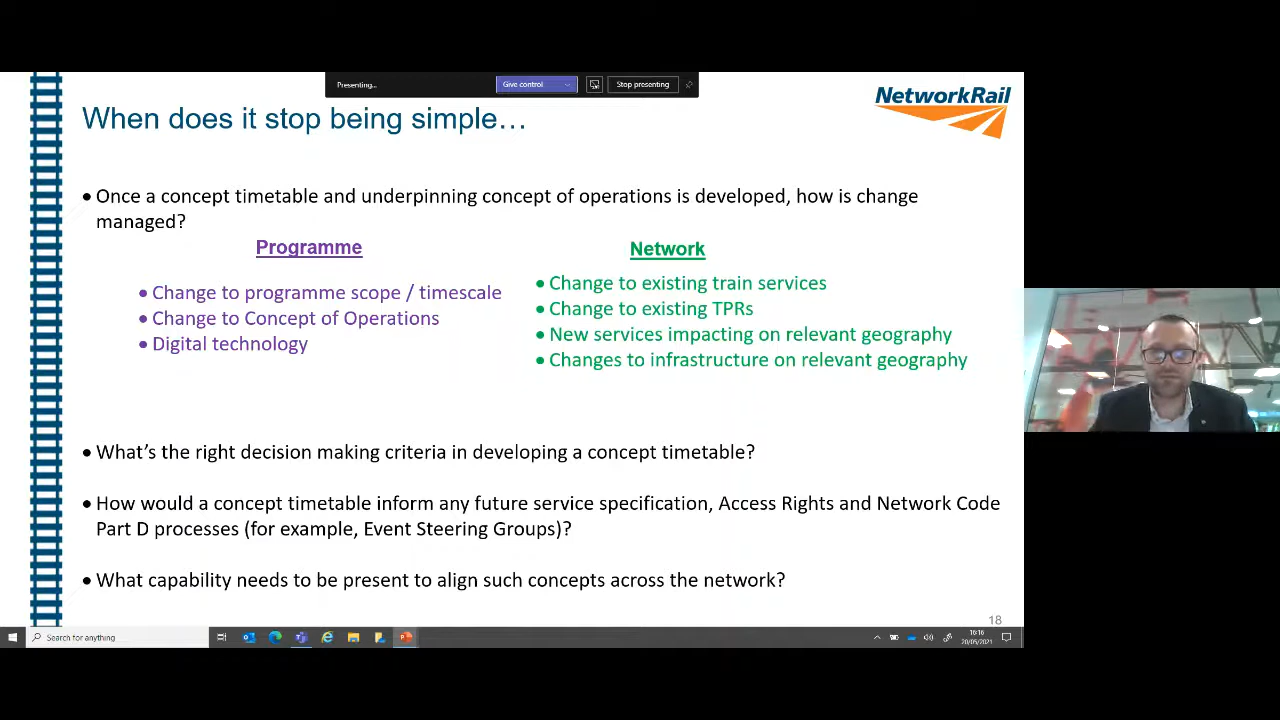 Presenting...
Give control
Stop presenting
NetworkRail
When does it stop being simple…
• Once a concept timetable and underpinning concept of operations is developed, how is change
managed?
Programme
• Change to programme scope / timescale
• Change to Concept of Operations
• Digital technology
Network
• Change to existing train services
• Change to existing TPRs
• New services impacting on relevant geography
• Changes to infrastructure on relevant geography
• What’s the right decision making criteria in developing a concept timetable?
• How would a concept timetable inform any future service specification, Access Rights and Network Code
Part D processes (for example, Event Steering Groups)?
• What capability needs to be present to align such concepts across the network?
18
Search for anything
16:16
20/05/2021